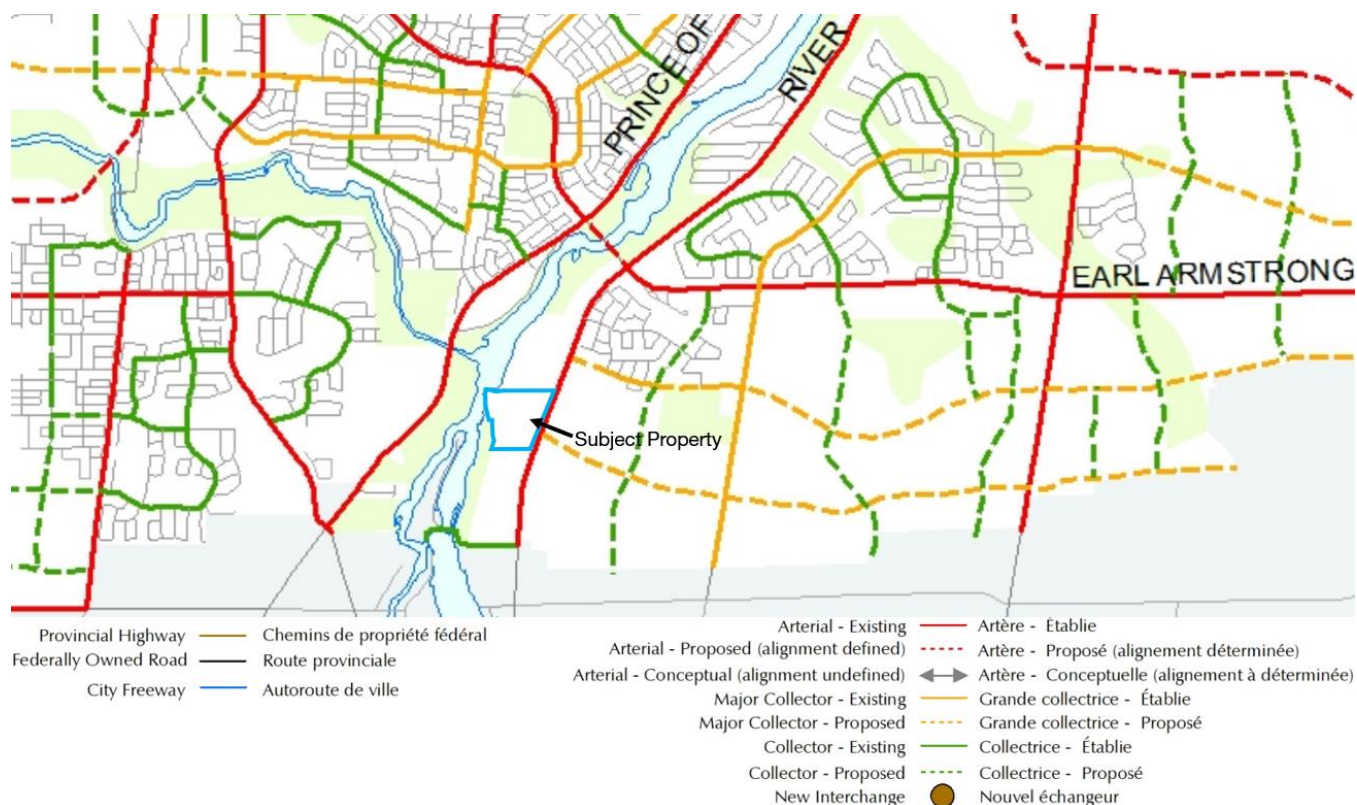 PRINCE OF
RIVER
EARL ARMSTRONG
Subject Property
Provincial Highway Chemins de propriété fédéral
Federally Owned Road Route provinciale
City Freeway Autoroute de ville
Arterial - Existing Artère - Établie
Arterial - Proposed (alignment defined) Artère - Proposé (alignement déterminée)
Arterial - Conceptual (alignment undefined) Artère - Conceptuelle (alignement à déterminée)
Major Collector - Existing Grande collectrice - Établie
Major Collector - Proposed Grande collectrice - Proposé
Collector - Existing Collectrice - Établie
Collector - Proposed Collectrice - Proposé
New Interchange Nouvel échangeur